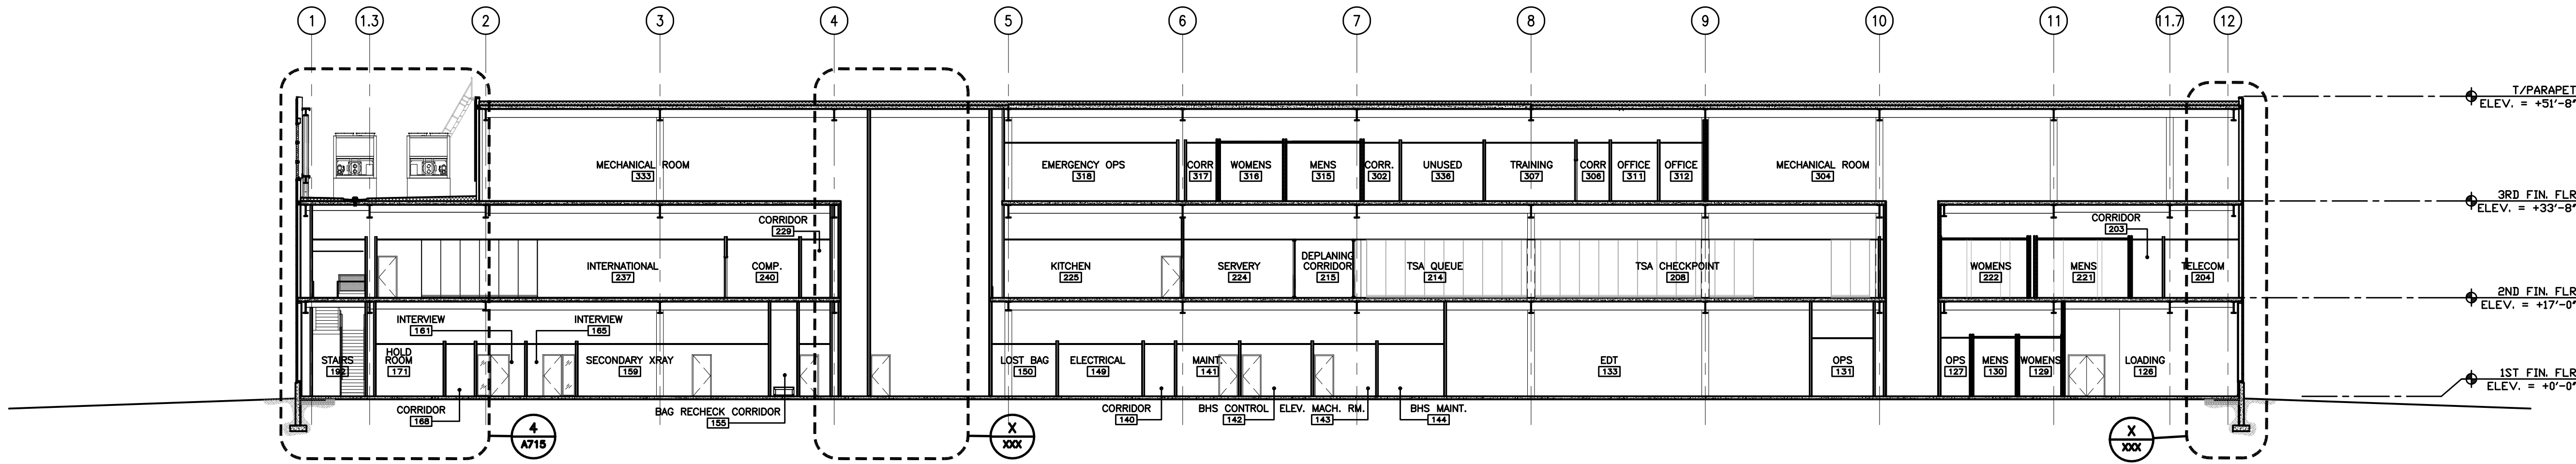 1
1.3
2
3
4
5
6
7
8
9
10
11
11.7
12
T/PARAPET
ELEV. = +51'-8"
MECHANICAL ROOM
333
EMERGENCY OPS
318
CORR
317
WOMENS
316
MENS
315
CORR.
302
UNUSED
336
TRAINING
307
CORR
306
OFFICE
311
OFFICE
312
MECHANICAL ROOM
304
3RD FIN. FLR
ELEV. = +33'-8"
CORRIDOR
229
CORRIDOR
203
INTERNATIONAL
237
COMP.
240
KITCHEN
225
SERVERY
224
DEPLANING
CORRIDOR
215
TSA QUEUE
214
TSA CHECKPOINT
208
WOMENS
222
MENS
221
TELECOM
204
2ND FIN. FLR
ELEV. = +17'-0"
INTERVIEW
161
INTERVIEW
165
STAIRS
192
HOLD
ROOM
171
SECONDARY XRAY
159
LOST BAG
150
ELECTRICAL
149
MAINT.
141
EDT
133
OPS
131
OPS
127
MENS
130
WOMENS
129
LOADING
126
1ST FIN. FLR
ELEV. = +0'-0"
CORRIDOR
168
BAG RECHECK CORRIDOR
155
CORRIDOR
140
BHS CONTROL
142
ELEV. MACH. RM.
143
BHS MAINT.
144
4
A715
X
XXX
X
XXX